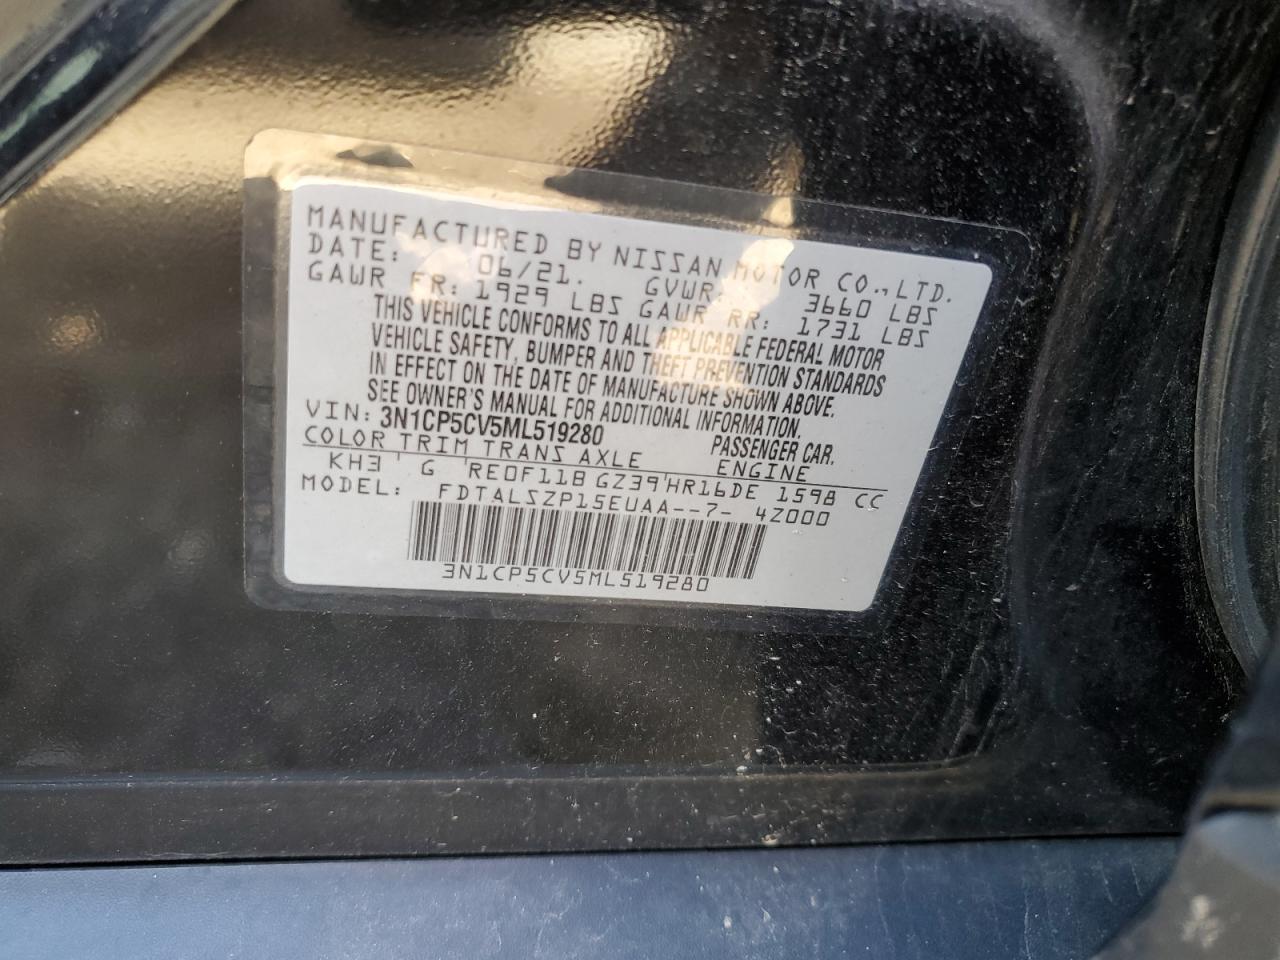 MANUFACTURED BY NISSAN MOTOR CO., LTD.
DATE: 06/21. GVWR: 3660 LBS
GAWR FR: 1929 LBS GAWR RR: 1731 LBS
THIS VEHICLE CONFORMS TO ALL APPLICABLE FEDERAL MOTOR
VEHICLE SAFETY, BUMPER AND THEFT PREVENTION STANDARDS
IN EFFECT ON THE DATE OF MANUFACTURE SHOWN ABOVE.
SEE OWNER'S MANUAL FOR ADDITIONAL INFORMATION.
VIN: 3N1CP5CV5ML519280 PASSENGER CAR.
COLOR TRIM TRANS AXLE ENGINE
KH3 ' G 'RE0F11B GZ39'HR16DE 1598 CC
MODEL: FDTALSZP15EUAA--7- 4Z000
3N1CP5CV5ML519280